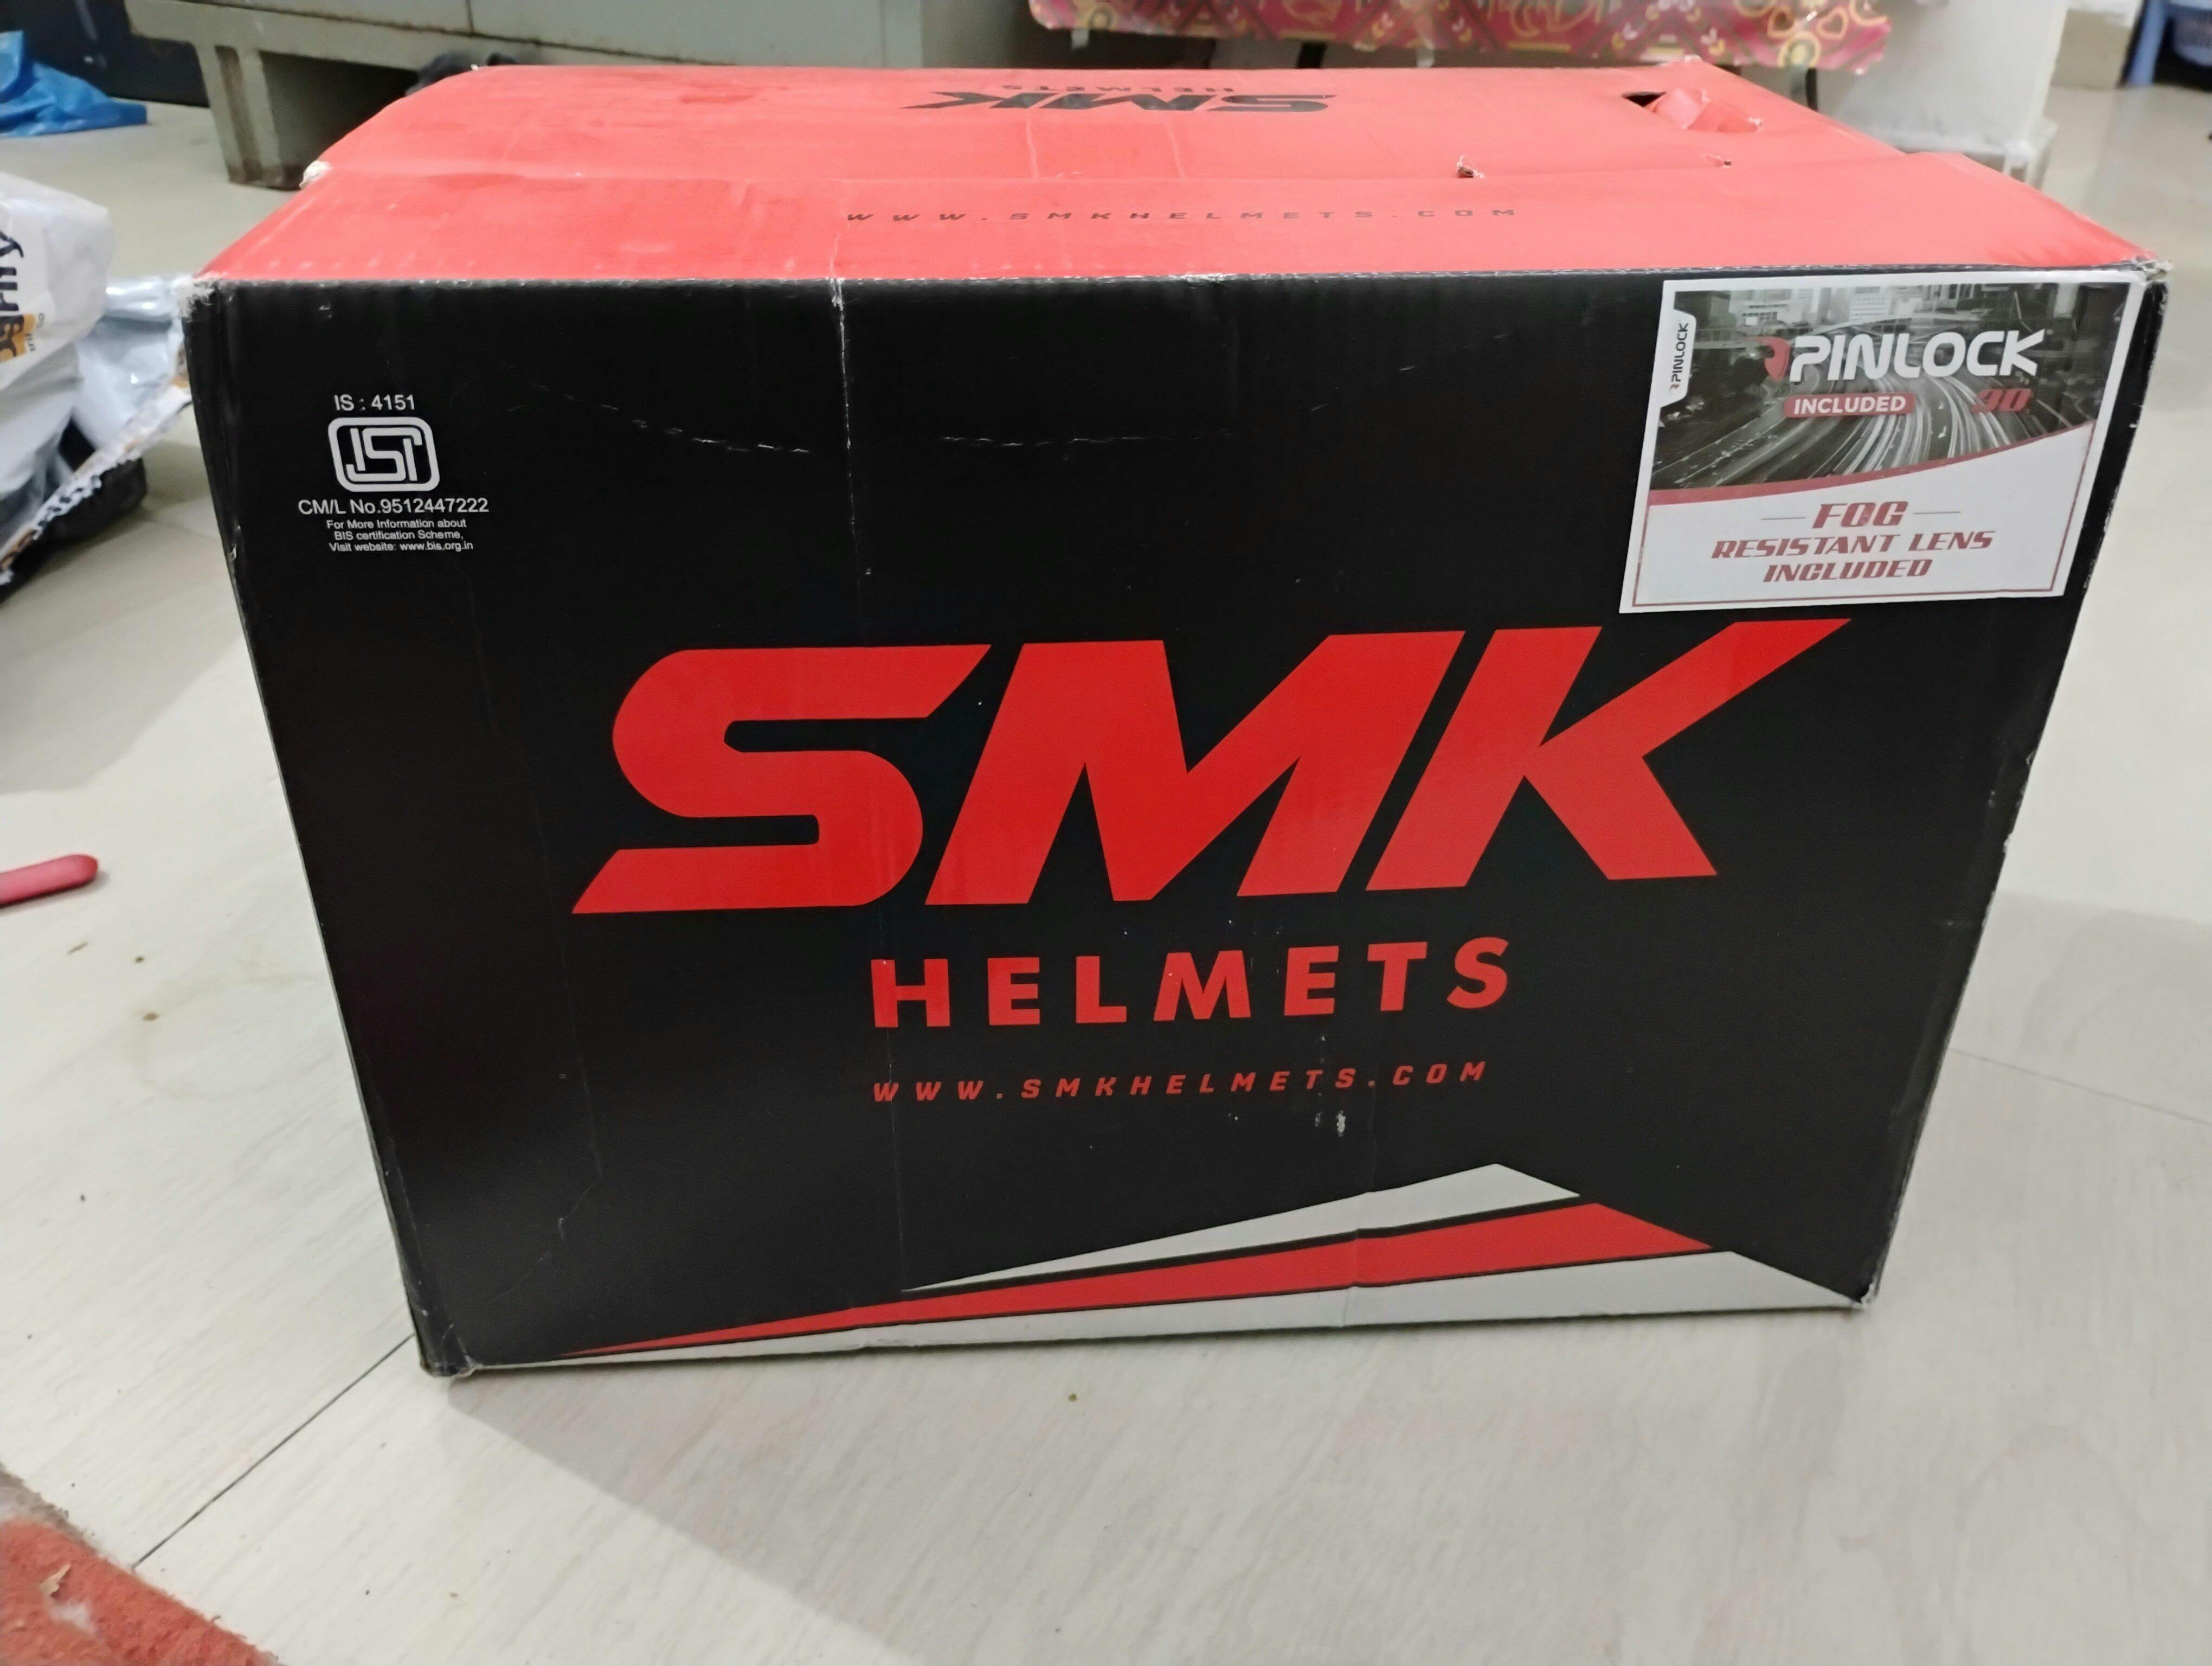 SMK
HELMETS
WWW.SMKHELMETS.COM
IS : 4151
ISI
CM/L No.9512447222
For More Information about
BIS certification Scheme,
Visit website: www.bis.org.in
PINLOCK
PINLOCK
INCLUDED
FOG
RESISTANT LENS
INCLUDED
SMK
HELMETS
WWW.SMKHELMETS.COM